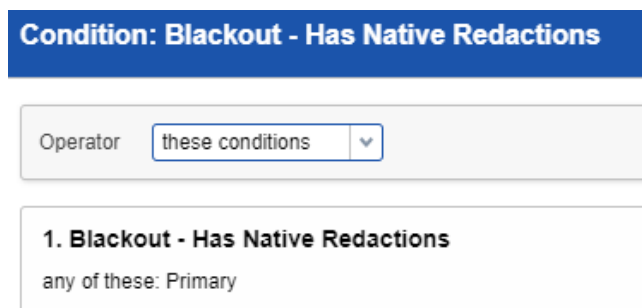 Condition: Blackout - Has Native Redactions
Operator these conditions
1. Blackout - Has Native Redactions
any of these: Primary